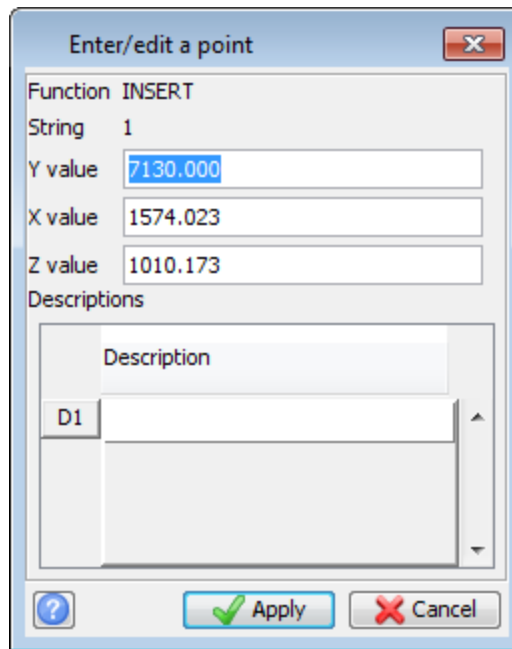 Enter/edit a point
Function INSERT
String 1
Y value 7130.000
X value 1574.023
Z value 1010.173
Descriptions
Description
D1
? Apply Cancel